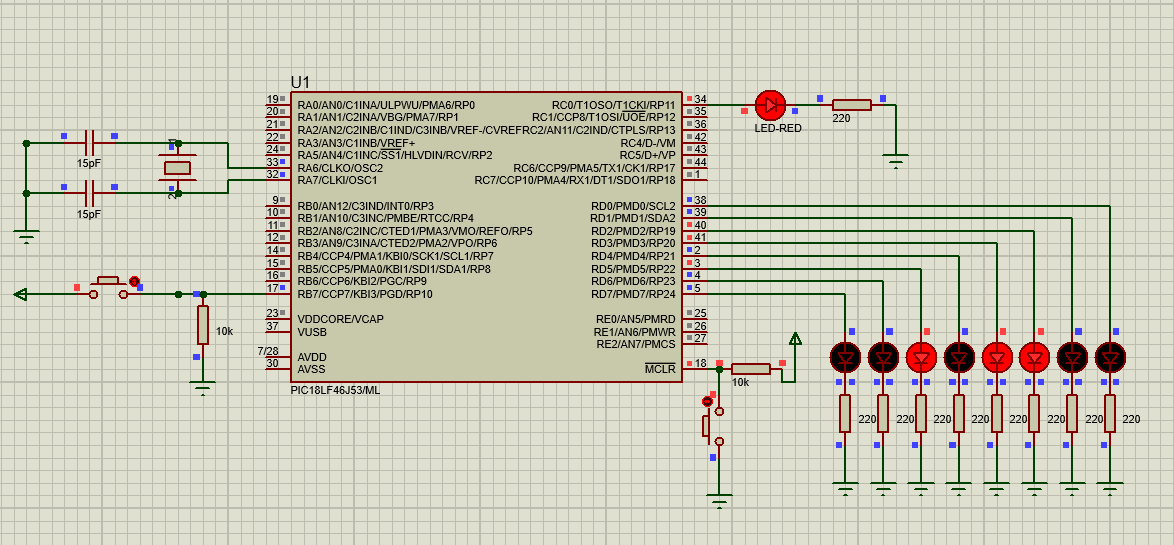 U1
19 RA0/AN0/C1INA/ULPWU/PMA6/RP0
20 RA1/AN1/C2INA/VBG/PMA7/RP1
21 RA2/AN2/C2INB/C1IND/C3INB/VREF-/CVREF
22 RA3/AN3/C1INB/VREF+
24 RA5/AN4/C1INC/SS1/HLVDIN/RCV/RP2
33 RA6/CLKO/OSC2
32 RA7/CLKI/OSC1
9 RB0/AN12/C3IND/INT0/RP3
10 RB1/AN10/C3INC/PMBE/RTCC/RP4
11 RB2/AN8/C2INC/CTED1/PMA3/VMO/REFO/RP5
12 RB3/AN9/C3INA/CTED2/PMA2/VPO/RP6
14 RB4/CCP4/PMA1/KBI0/SCK1/SCL1/RP7
15 RB5/CCP5/PMA0/KBI1/SDI1/SDA1/RP8
16 RB6/CCP6/KBI2/PGC/RP9
17 RB7/CCP7/KBI3/PGD/RP10
23 VDDCORE/VCAP
37 VUSB
7/28 AVDD
30 AVSS
RC0/T1OSO/T1CKI/RP11 34
RC1/CCP8/T1OSI/UOE/RP12 35
RC2/AN11/C2IND/CTPLS/RP13 36
RC4/D-/VM 42
RC5/D+/VP 43
RC6/CCP9/PMA5/TX1/CK1/RP17 44
RC7/CCP10/PMA4/RX1/DT1/SDO1/RP18 1
RD0/PMD0/SCL2 38
RD1/PMD1/SDA2 39
RD2/PMD2/RP19 40
RD3/PMD3/RP20 41
RD4/PMD4/RP21 2
RD5/PMD5/RP22 3
RD6/PMD6/RP23 4
RD7/PMD7/RP24 5
RE0/AN5/PMRD 25
RE1/AN6/PMWR 26
RE2/AN7/PMCS 27
MCLR 18
PIC18LF46J53/ML
15pF
15pF
10k
LED-RED
220
10k
220 220 220 220 220 220 220 220